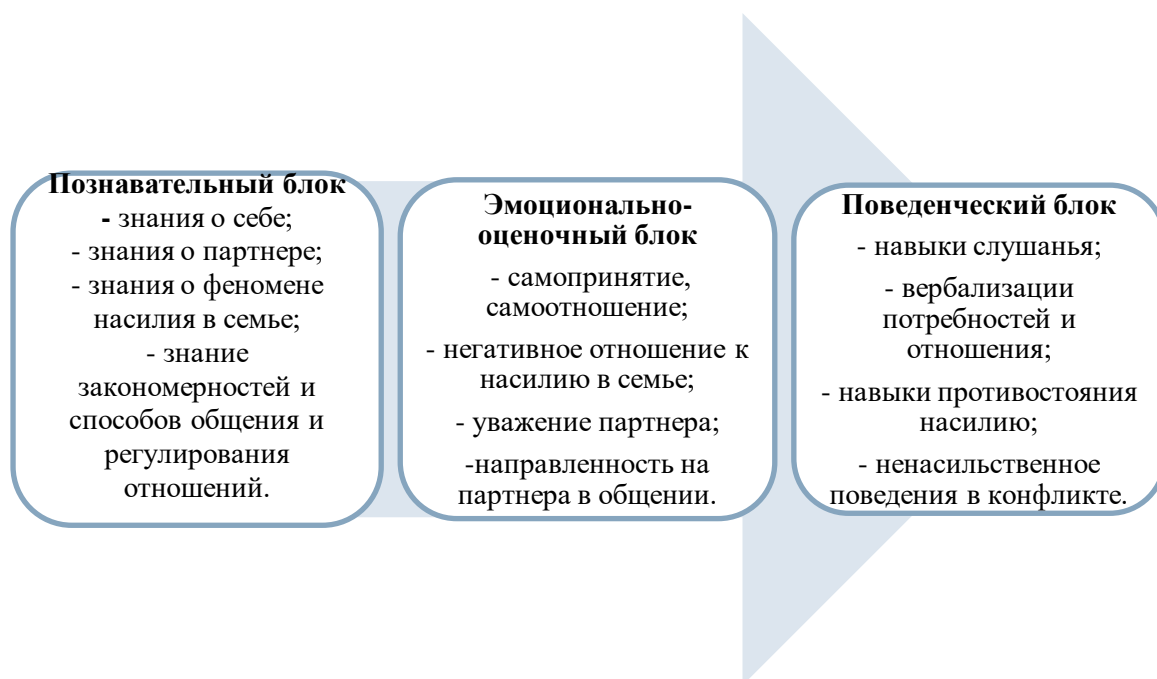 Познавательный блок
- знания о себе;
- знания о партнере;
- знания о феномене
насилия в семье;
- знание
закономерностей и
способов общения и
регулирования
отношений.
Эмоционально-
оценочный блок
- самопринятие,
самоотношение;
- негативное отношение к
насилию в семье;
- уважение партнера;
-направленность на
партнера в общении.
Поведенческий блок
- навыки слушанья;
- вербализации
потребностей и
отношения;
- навыки противостояния
насилию;
- ненасильственное
поведения в конфликте.